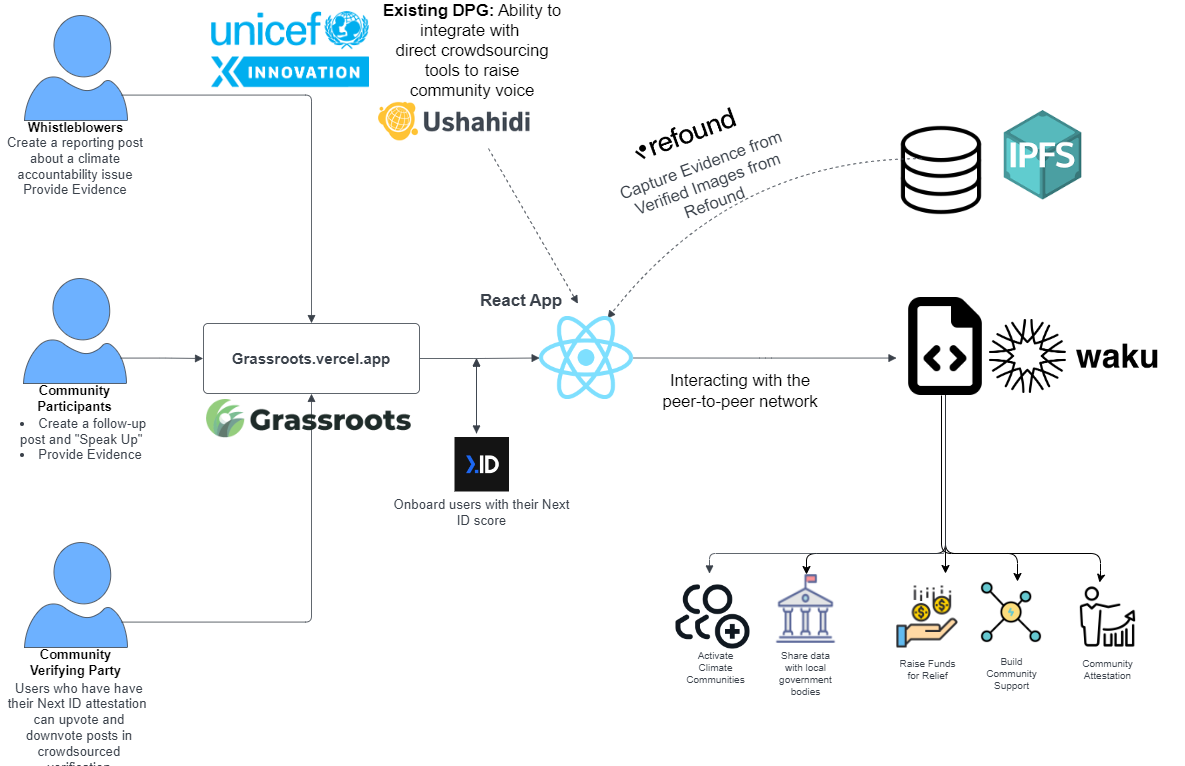 unicef
INNOVATION
Existing DPG: Ability to
integrate with
direct crowdsourcing
tools to raise
community voice
Ushahidi
Whistleblowers
Create a reporting post
about a climate
accountability issue
Provide Evidence
refound
Capture Evidence from
Verified Images from
Refound
IPFS
React App
Grassroots.vercel.app
Grassroots
Community
Participants
• Create a follow-up
post and "Speak Up"
• Provide Evidence
.ID
Onboard users with their Next
ID score
Interacting with the
peer-to-peer network
waku
Community
Verifying Party
Users who have have
their Next ID attestation
can upvote and
downvote posts in
crowdsourced
verification
CO
CC
Activate
Climate
Communities
Share data
with local
government
bodies
Raise Funds
for Relief
Build
Community
Support
Community
Attestation